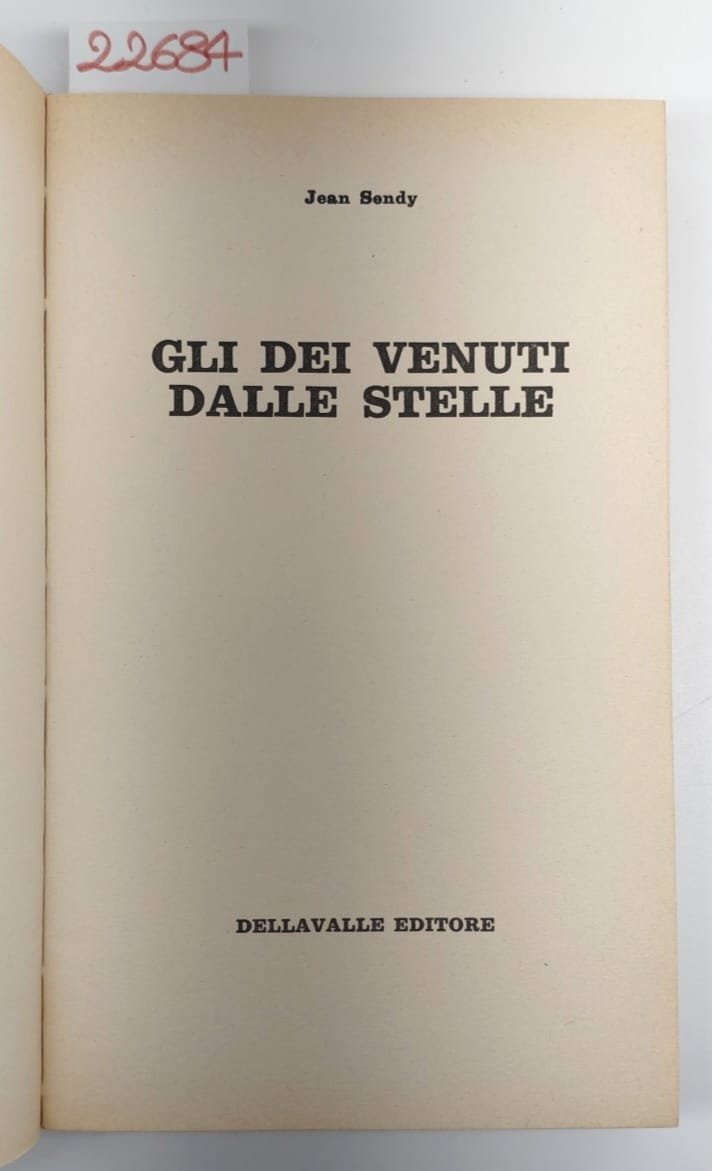 22684
Jean Sendy
GLI DEI VENUTI
DALLE STELLE
DELLAVALLE EDITORE